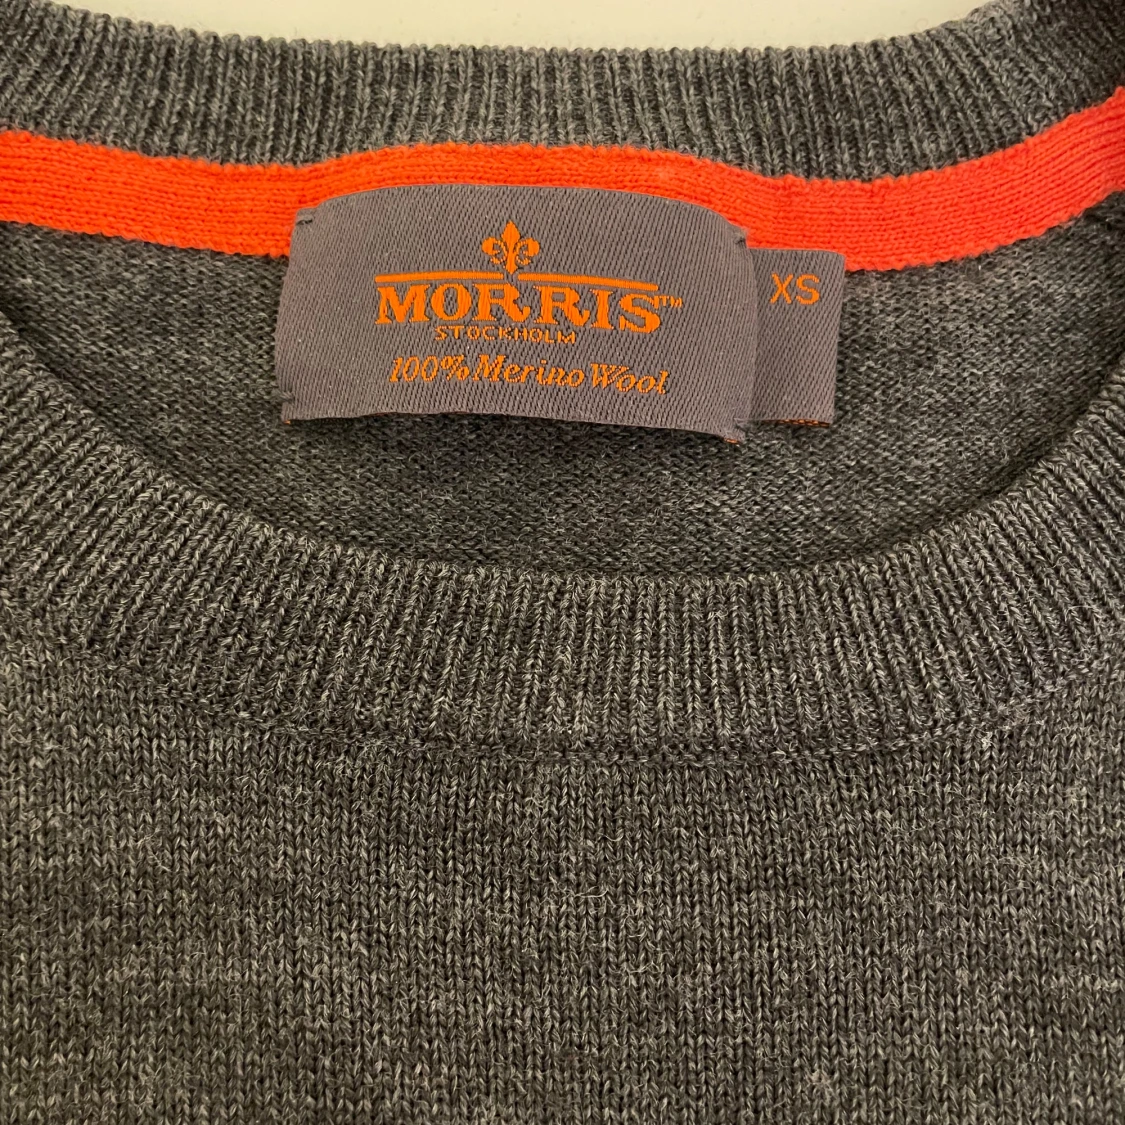 MORRIS™
STOCKHOLM
100% Merino Wool
XS